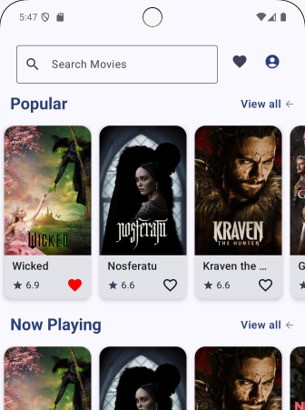 5:47
Search Movies
Popular
View all
WICKED
nosferatu
KRAVEN
THE HUNTER
G
Wicked
Nosferatu
Kraven the ...
6.9
6.6
6.6
Now Playing
View all